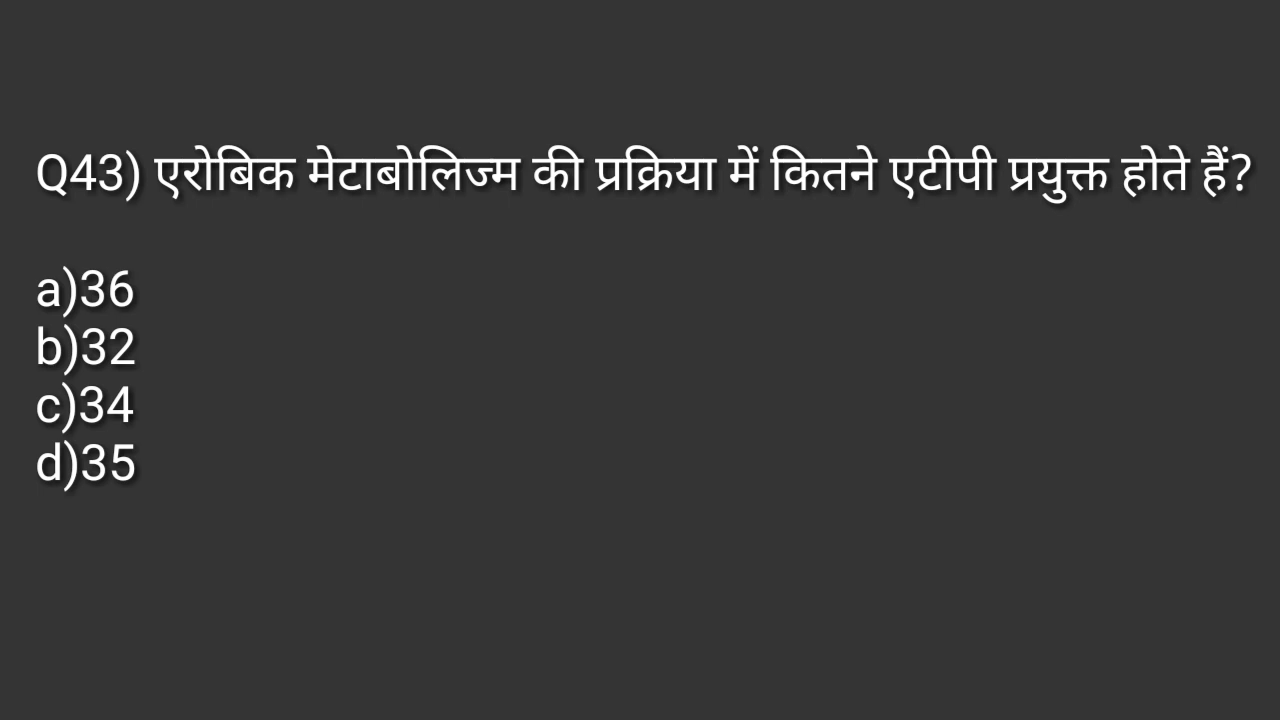 Q43) एरोबिक मेटाबोलिज्म की प्रक्रिया में कितने एटीपी प्रयुक्त होते हैं?
a)36
b)32
c)34
d)35